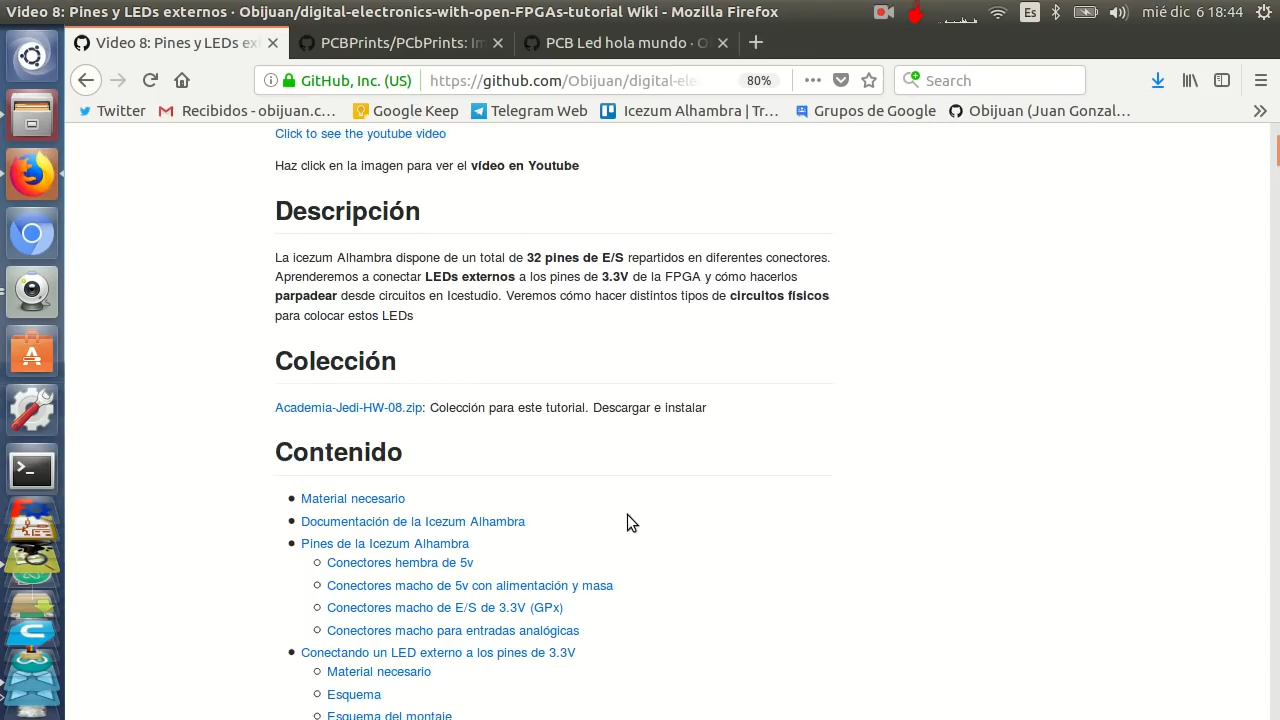 Video 8: Pines y LEDs externos · Obijuan/digital-electronics-with-open-FPGAs-tutorial Wiki - Mozilla Firefox
Es
mié dic 6 18:44
Video 8: Pines y LEDs ex
PCBPrints/PcbPrints: Im
PCB Led hola mundo · O
GitHub, Inc. (US)
https://github.com/Obijuan/digital-ele
80%
Search
Twitter
Recibidos - obijuan.c…
Google Keep
Telegram Web
Icezum Alhambra | Tr…
Grupos de Google
Obijuan (Juan Gonzal…
Click to see the youtube video
Haz click en la imagen para ver el vídeo en Youtube
Descripción
La icezum Alhambra dispone de un total de 32 pines de E/S repartidos en diferentes conectores.
Aprenderemos a conectar LEDs externos a los pines de 3.3V de la FPGA y cómo hacerlos
parpadear desde circuitos en Icestudio. Veremos cómo hacer distintos tipos de circuitos físicos
para colocar estos LEDs
Colección
Academia-Jedi-HW-08.zip: Colección para este tutorial. Descargar e instalar
Contenido
Material necesario
Documentación de la Icezum Alhambra
Pines de la Icezum Alhambra
Conectores hembra de 5v
Conectores macho de 5v con alimentación y masa
Conectores macho de E/S de 3.3V (GPx)
Conectores macho para entradas analógicas
Conectando un LED externo a los pines de 3.3V
Material necesario
Esquema
Esquema del montaje